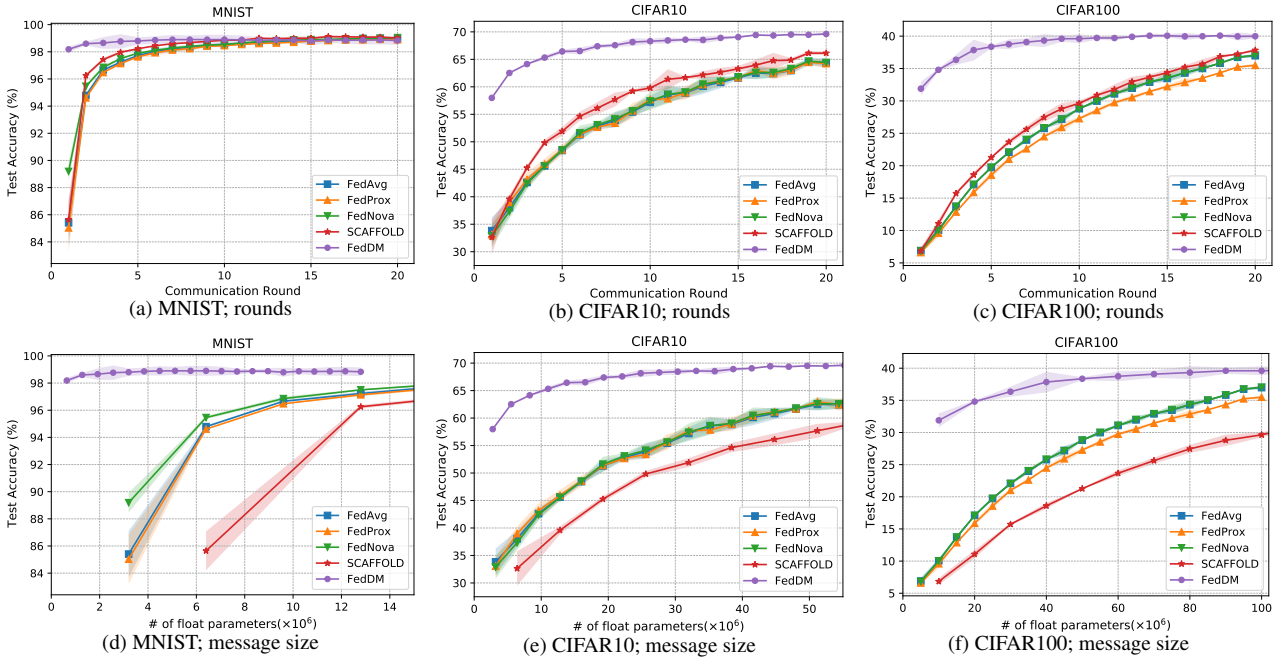 MNIST
100
98
96
94
92
90
88
86
84
Test Accuracy (%)
0 5 10 15 20
Communication Round
FedAvg
FedProx
FedNova
SCAFFOLD
FedDM
(a) MNIST; rounds
CIFAR10
70
65
60
55
50
45
40
35
30
Test Accuracy (%)
0 5 10 15 20
Communication Round
FedAvg
FedProx
FedNova
SCAFFOLD
FedDM
(b) CIFAR10; rounds
CIFAR100
40
35
30
25
20
15
10
5
Test Accuracy (%)
0 5 10 15 20
Communication Round
FedAvg
FedProx
FedNova
SCAFFOLD
FedDM
(c) CIFAR100; rounds
MNIST
100
98
96
94
92
90
88
86
84
Test Accuracy (%)
0 2 4 6 8 10 12 14
# of float parameters(×10⁶)
FedAvg
FedProx
FedNova
SCAFFOLD
FedDM
(d) MNIST; message size
CIFAR10
70
65
60
55
50
45
40
35
30
Test Accuracy (%)
0 10 20 30 40 50
# of float parameters(×10⁶)
FedAvg
FedProx
FedNova
SCAFFOLD
FedDM
(e) CIFAR10; message size
CIFAR100
45
40
35
30
25
20
15
10
5
Test Accuracy (%)
0 20 40 60 80 100
# of float parameters(×10⁶)
FedAvg
FedProx
FedNova
SCAFFOLD
FedDM
(f) CIFAR100; message size